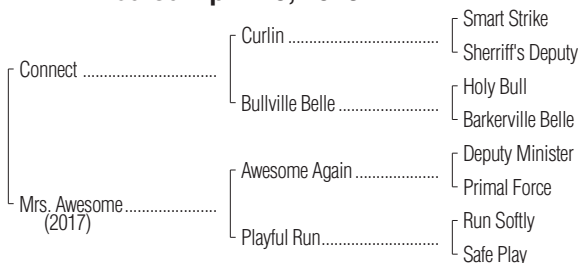 Connect
Mrs. Awesome
(2017)
Curlin
Bullville Belle
Awesome Again
Playful Run
Smart Strike
Sherriff's Deputy
Holy Bull
Barkerville Belle
Deputy Minister
Primal Force
Run Softly
Safe Play